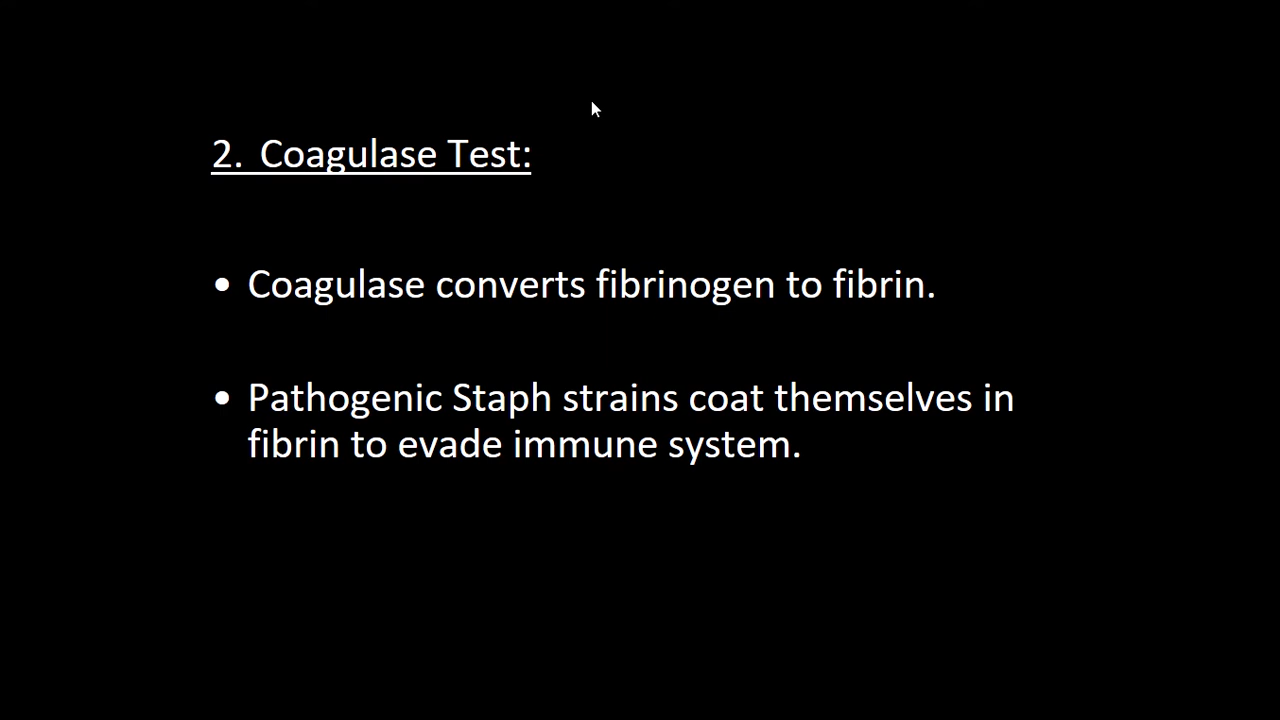 2. Coagulase Test:
• Coagulase converts fibrinogen to fibrin.
• Pathogenic Staph strains coat themselves in
fibrin to evade immune system.